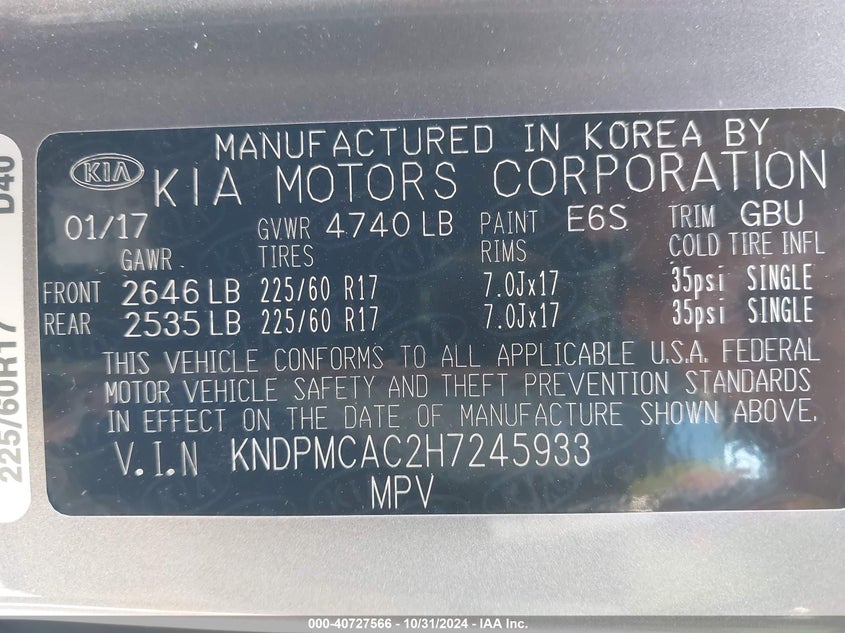 MANUFACTURED IN KOREA BY
KIA KIA MOTORS CORPORATION
01/17 GVWR 4740 LB PAINT E6S TRIM GBU
GAWR TIRES RIMS COLD TIRE INFL
FRONT 2646 LB 225/60 R17 7.0Jx17 35psi SINGLE
REAR 2535 LB 225/60 R17 7.0Jx17 35psi SINGLE
THIS VEHICLE CONFORMS TO ALL APPLICABLE U.S.A. FEDERAL
MOTOR VEHICLE SAFETY AND THEFT PREVENTION STANDARDS
IN EFFECT ON THE DATE OF MANUFACTURE SHOWN ABOVE.
V.I.N KNDPMCAC2H7245933
MPV
225/60R17 D40
000-40727566 - 10/31/2024 - IAA Inc.